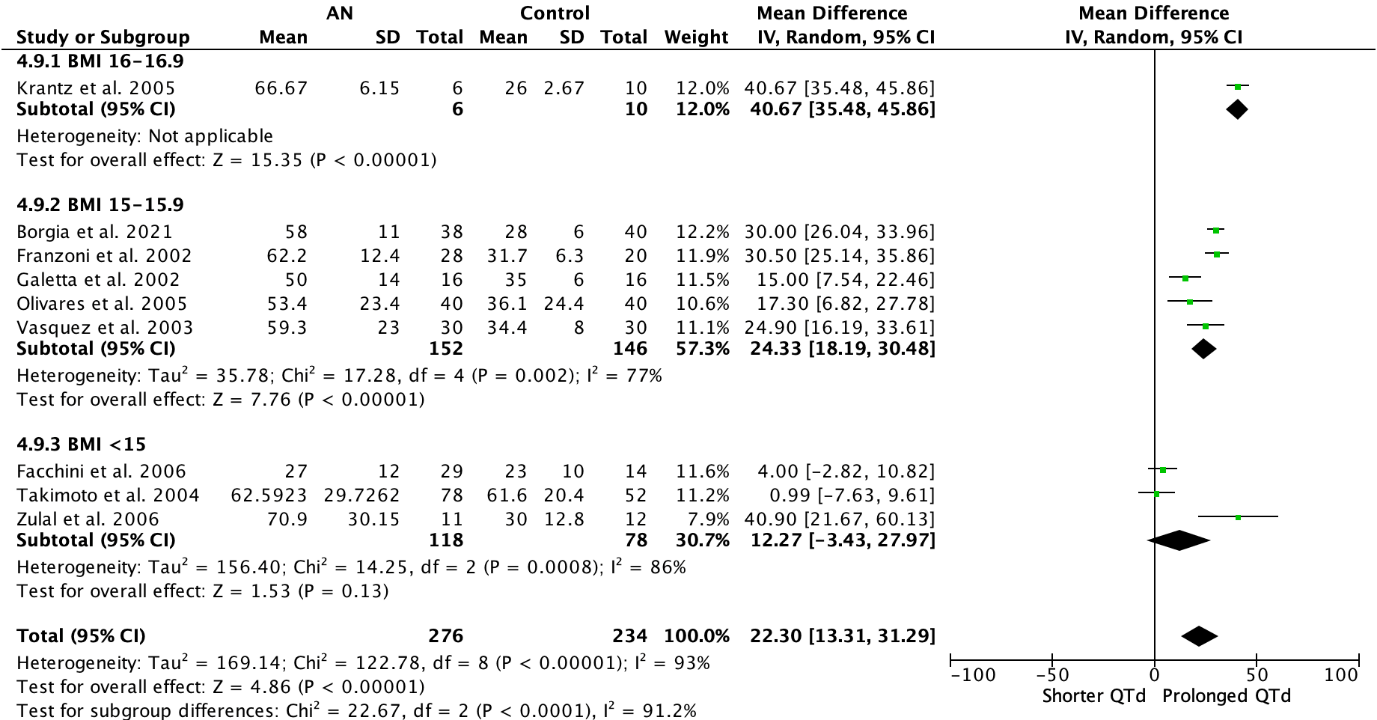 AN Control Mean Difference Mean Difference
Study or Subgroup Mean SD Total Mean SD Total Weight IV, Random, 95% CI IV, Random, 95% CI
4.9.1 BMI 16–16.9
Krantz et al. 2005 66.67 6.15 6 26 2.67 10 12.0% 40.67 [35.48, 45.86]
Subtotal (95% CI) 6 10 12.0% 40.67 [35.48, 45.86]
Heterogeneity: Not applicable
Test for overall effect: Z = 15.35 (P < 0.00001)
4.9.2 BMI 15–15.9
Borgia et al. 2021 58 11 38 28 6 40 12.2% 30.00 [26.04, 33.96]
Franzoni et al. 2002 62.2 12.4 28 31.7 6.3 20 11.9% 30.50 [25.14, 35.86]
Galetta et al. 2002 50 14 16 35 6 16 11.5% 15.00 [7.54, 22.46]
Olivares et al. 2005 53.4 23.4 40 36.1 24.4 40 10.6% 17.30 [6.82, 27.78]
Vasquez et al. 2003 59.3 23 30 34.4 8 30 11.1% 24.90 [16.19, 33.61]
Subtotal (95% CI) 152 146 57.3% 24.33 [18.19, 30.48]
Heterogeneity: Tau² = 35.78; Chi² = 17.28, df = 4 (P = 0.002); I² = 77%
Test for overall effect: Z = 7.76 (P < 0.00001)
4.9.3 BMI <15
Facchini et al. 2006 27 12 29 23 10 14 11.6% 4.00 [−2.82, 10.82]
Takimoto et al. 2004 62.5923 29.7262 78 61.6 20.4 52 11.2% 0.99 [−7.63, 9.61]
Zulal et al. 2006 70.9 30.15 11 30 12.8 12 7.9% 40.90 [21.67, 60.13]
Subtotal (95% CI) 118 78 30.7% 12.27 [−3.43, 27.97]
Heterogeneity: Tau² = 156.40; Chi² = 14.25, df = 2 (P = 0.0008); I² = 86%
Test for overall effect: Z = 1.53 (P = 0.13)
Total (95% CI) 276 234 100.0% 22.30 [13.31, 31.29]
Heterogeneity: Tau² = 169.14; Chi² = 122.78, df = 8 (P < 0.00001); I² = 93%
Test for overall effect: Z = 4.86 (P < 0.00001)
Test for subgroup differences: Chi² = 22.67, df = 2 (P < 0.0001), I² = 91.2%
−100 −50 0 50 100
Shorter QTd Prolonged QTd